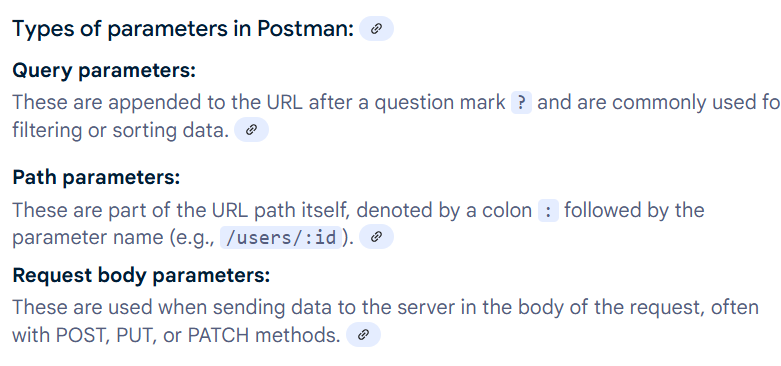 Types of parameters in Postman:
Query parameters:
These are appended to the URL after a question mark ? and are commonly used fo
filtering or sorting data.
Path parameters:
These are part of the URL path itself, denoted by a colon : followed by the
parameter name (e.g., /users/:id).
Request body parameters:
These are used when sending data to the server in the body of the request, often
with POST, PUT, or PATCH methods.